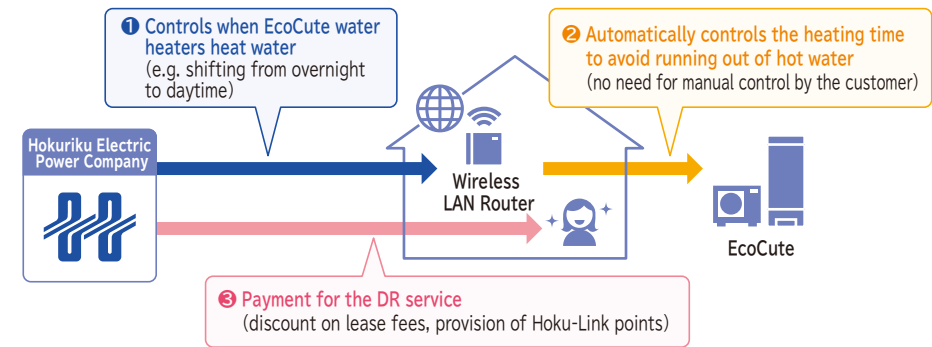 ❶ Controls when EcoCute water
heaters heat water
(e.g. shifting from overnight
to daytime)
❷ Automatically controls the heating time
to avoid running out of hot water
(no need for manual control by the customer)
Hokuriku Electric
Power Company
Wireless
LAN Router
EcoCute
❸ Payment for the DR service
(discount on lease fees, provision of Hoku-Link points)